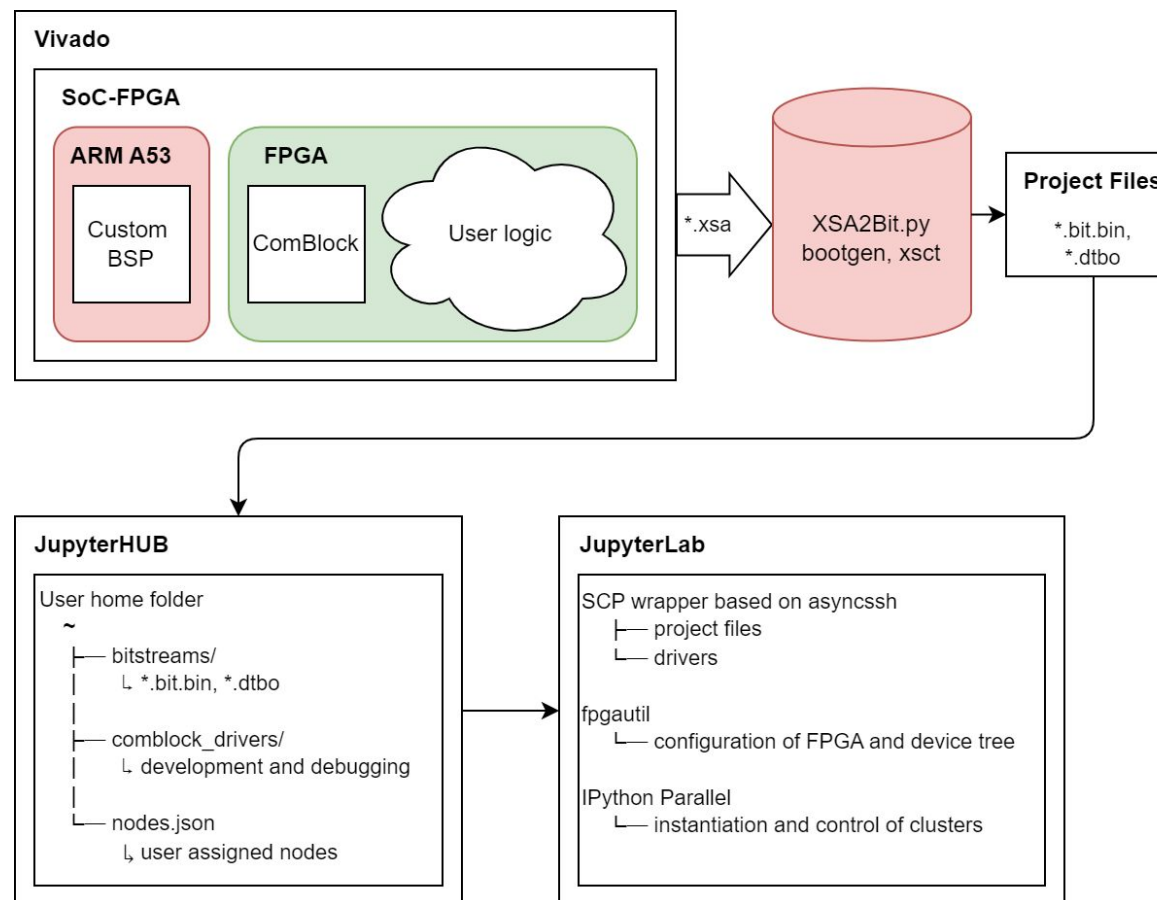 Vivado
SoC-FPGA
ARM A53
Custom
BSP
FPGA
ComBlock
User logic
*.xsa
XSA2Bit.py
bootgen, xsct
Project Files
*.bit.bin,
*.dtbo
JupyterHUB
User home folder
~
├── bitstreams/
↳ *.bit.bin, *.dtbo
├── comblock_drivers/
↳ development and debugging
└── nodes.json
↳ user assigned nodes
JupyterLab
SCP wrapper based on asyncssh
├── project files
└── drivers
fpgautil
└── configuration of FPGA and device tree
IPython Parallel
└── instantiation and control of clusters